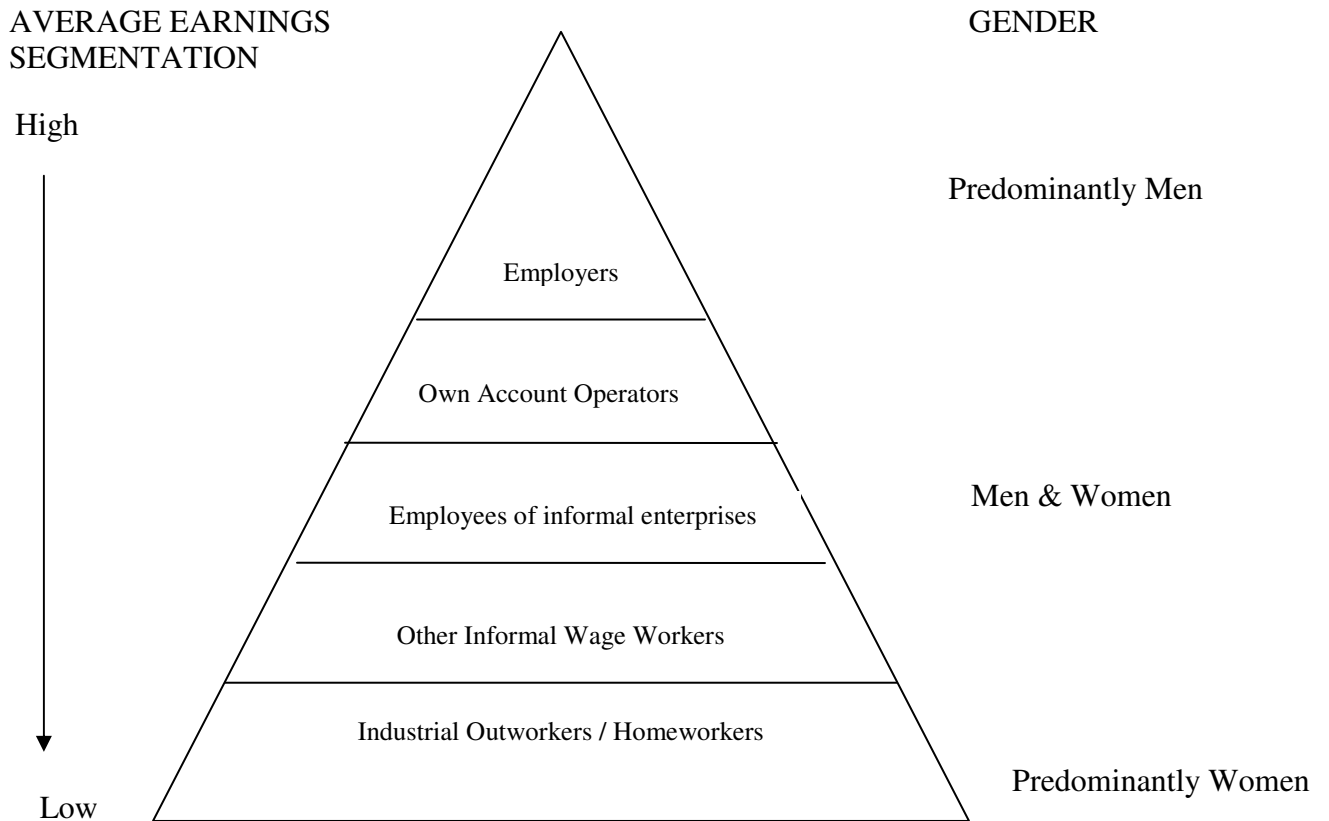 AVERAGE EARNINGS
SEGMENTATION
GENDER
High
Predominantly Men
Employers
Own Account Operators
Men & Women
Employees of informal enterprises
Other Informal Wage Workers
Industrial Outworkers / Homeworkers
Predominantly Women
Low